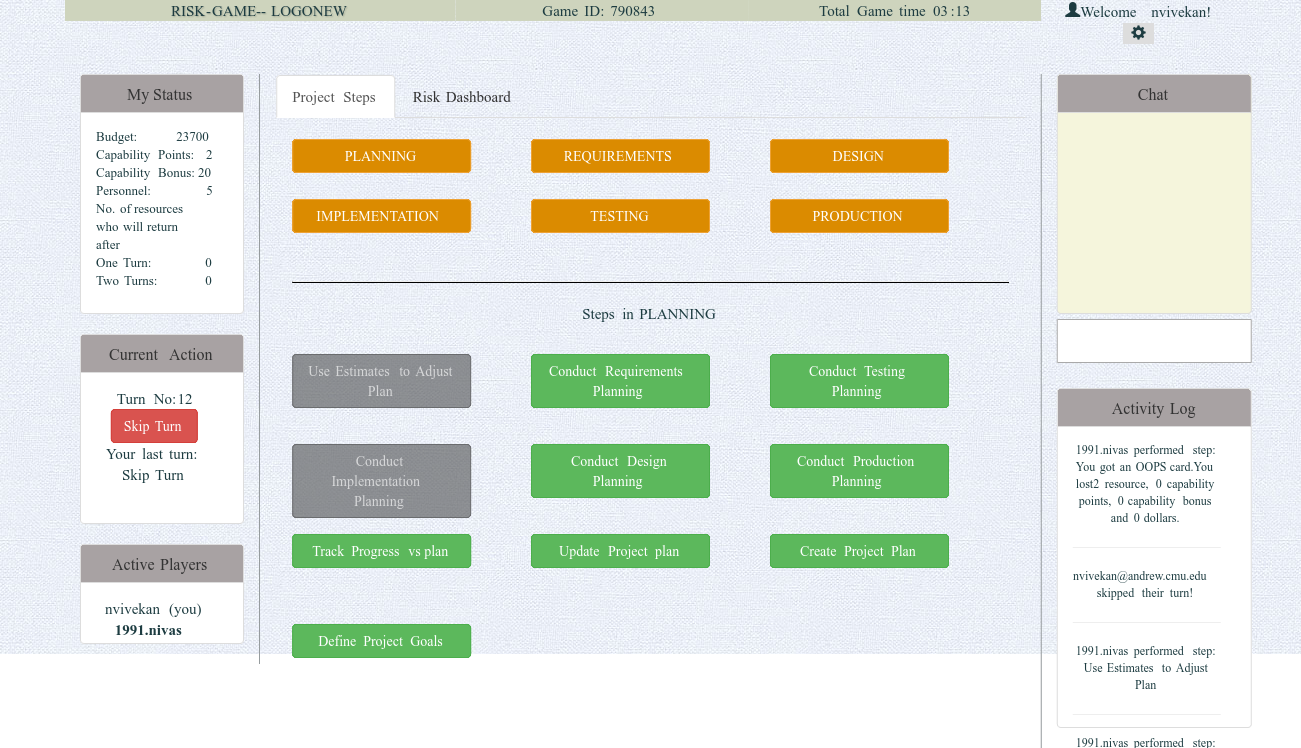 RISK-GAME-- LOGONEW Game ID: 790843 Total Game time 03:13
Welcome nvivekan!
My Status
Budget: 23700
Capability Points: 2
Capability Bonus: 20
Personnel: 5
No. of resources
who will return
after
One Turn: 0
Two Turns: 0
Current Action
Turn No:12
Skip Turn
Your last turn:
Skip Turn
Active Players
nvivekan (you)
1991.nivas
Project Steps Risk Dashboard
PLANNING REQUIREMENTS DESIGN
IMPLEMENTATION TESTING PRODUCTION
Steps in PLANNING
Use Estimates to Adjust
Plan
Conduct Requirements
Planning
Conduct Testing
Planning
Conduct
Implementation
Planning
Conduct Design
Planning
Conduct Production
Planning
Track Progress vs plan Update Project plan Create Project Plan
Define Project Goals
Chat
Activity Log
1991.nivas performed step:
You got an OOPS card.You
lost2 resource, 0 capability
points, 0 capability bonus
and 0 dollars.
nvivekan@andrew.cmu.edu
skipped their turn!
1991.nivas performed step:
Use Estimates to Adjust
Plan
1991.nivas performed step: